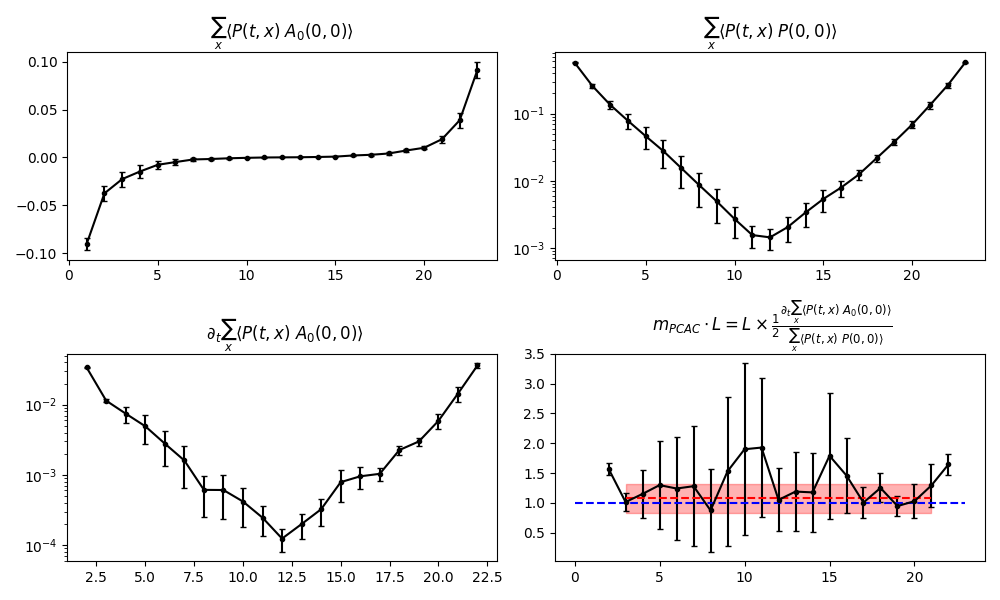 ∑ₓ⟨P(t, x) A₀(0, 0)⟩
0.10
0.05
0.00
−0.05
−0.10
0 5 10 15 20
∑ₓ⟨P(t, x) P(0, 0)⟩
10⁻¹
10⁻²
10⁻³
0 5 10 15 20
∂ₜ∑ₓ⟨P(t, x) A₀(0, 0)⟩
10⁻²
10⁻³
10⁻⁴
2.5 5.0 7.5 10.0 12.5 15.0 17.5 20.0 22.5
m_PCAC · L = L × ½ ∂ₜ∑ₓ⟨P(t, x) A₀(0, 0)⟩ / ∑ₓ⟨P(t, x) P(0, 0)⟩
3.5
3.0
2.5
2.0
1.5
1.0
0.5
0 5 10 15 20